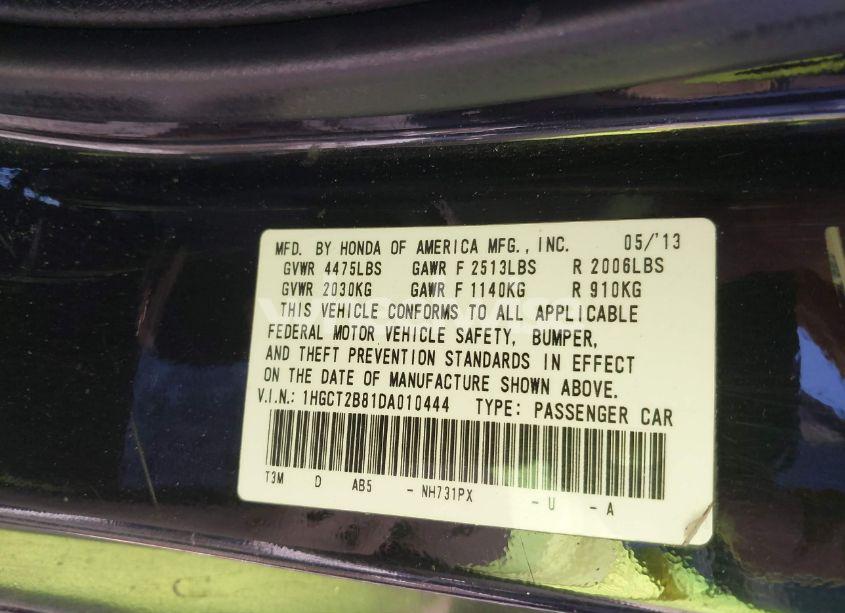 MFD. BY HONDA OF AMERICA MFG., INC. 05/'13
GVWR 4475LBS GAWR F 2513LBS R 2006LBS
GVWR 2030KG GAWR F 1140KG R 910KG
THIS VEHICLE CONFORMS TO ALL APPLICABLE
FEDERAL MOTOR VEHICLE SAFETY, BUMPER,
AND THEFT PREVENTION STANDARDS IN EFFECT
ON THE DATE OF MANUFACTURE SHOWN ABOVE.
V.I.N.: 1HGCT2B81DA010444 TYPE: PASSENGER CAR
T3M D AB5 - NH731PX - U - A